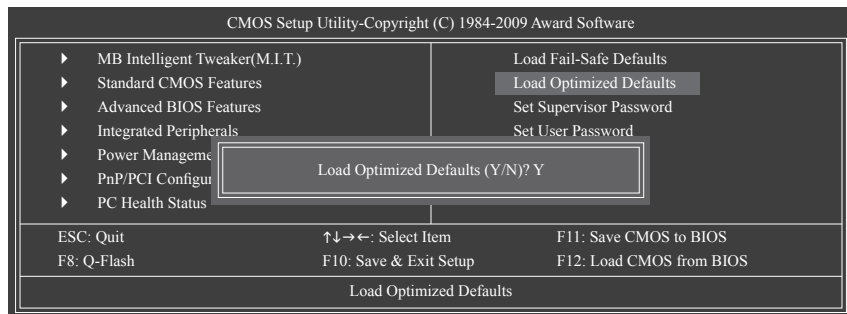 CMOS Setup Utility-Copyright (C) 1984-2009 Award Software
MB Intelligent Tweaker(M.I.T.)
Standard CMOS Features
Advanced BIOS Features
Integrated Peripherals
Power Manageme
PnP/PCI Configur
PC Health Status
Load Fail-Safe Defaults
Load Optimized Defaults
Set Supervisor Password
Set User Password
Load Optimized Defaults (Y/N)? Y
ESC: Quit
↑↓→←: Select Item
F11: Save CMOS to BIOS
F8: Q-Flash
F10: Save & Exit Setup
F12: Load CMOS from BIOS
Load Optimized Defaults